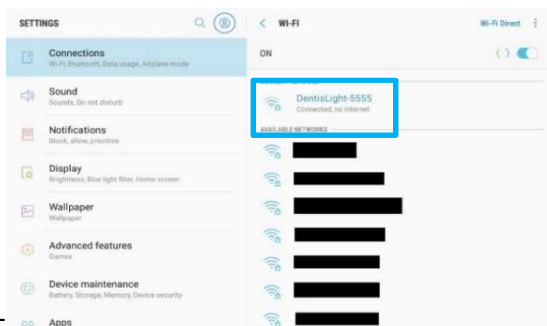 SETTINGS
Connections
Wi-Fi, Bluetooth, Data usage, Airplane mode
Sound
Sounds, Do not disturb
Notifications
Block, allow, prioritize
Display
Brightness, Blue light filter, Home screen
Wallpaper
Wallpaper
Advanced features
Games
Device maintenance
Battery, Storage, Memory, Device security
Apps
WI-FI
Wi-Fi Direct
ON
DentisLight-5555
Connected, no internet
AVAILABLE NETWORKS